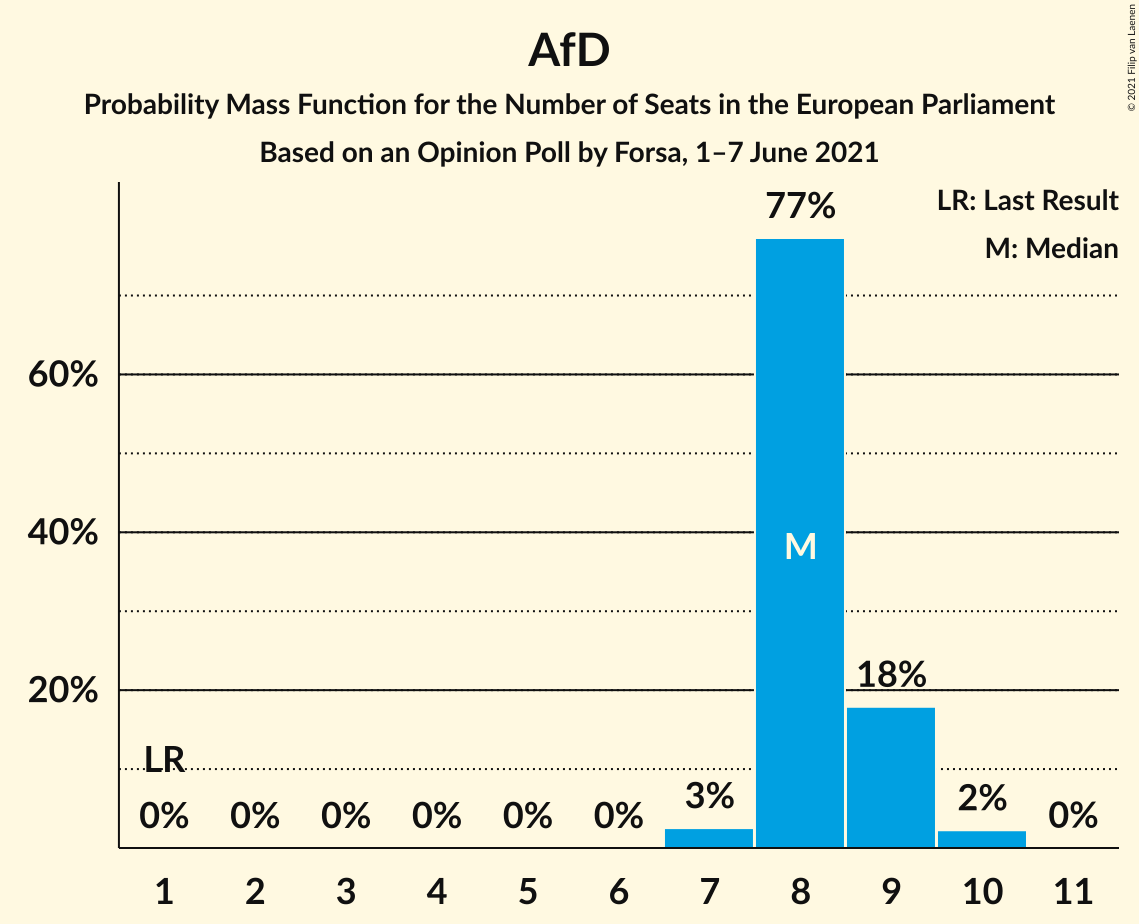 AfD
Probability Mass Function for the Number of Seats in the European Parliament
Based on an Opinion Poll by Forsa, 1–7 June 2021
© 2021 Filip van Laenen
LR: Last Result
M: Median
77%
60%
40%
20%
M
18%
LR
0% 0% 0% 0% 0% 0% 3% 2% 0%
1 2 3 4 5 6 7 8 9 10 11